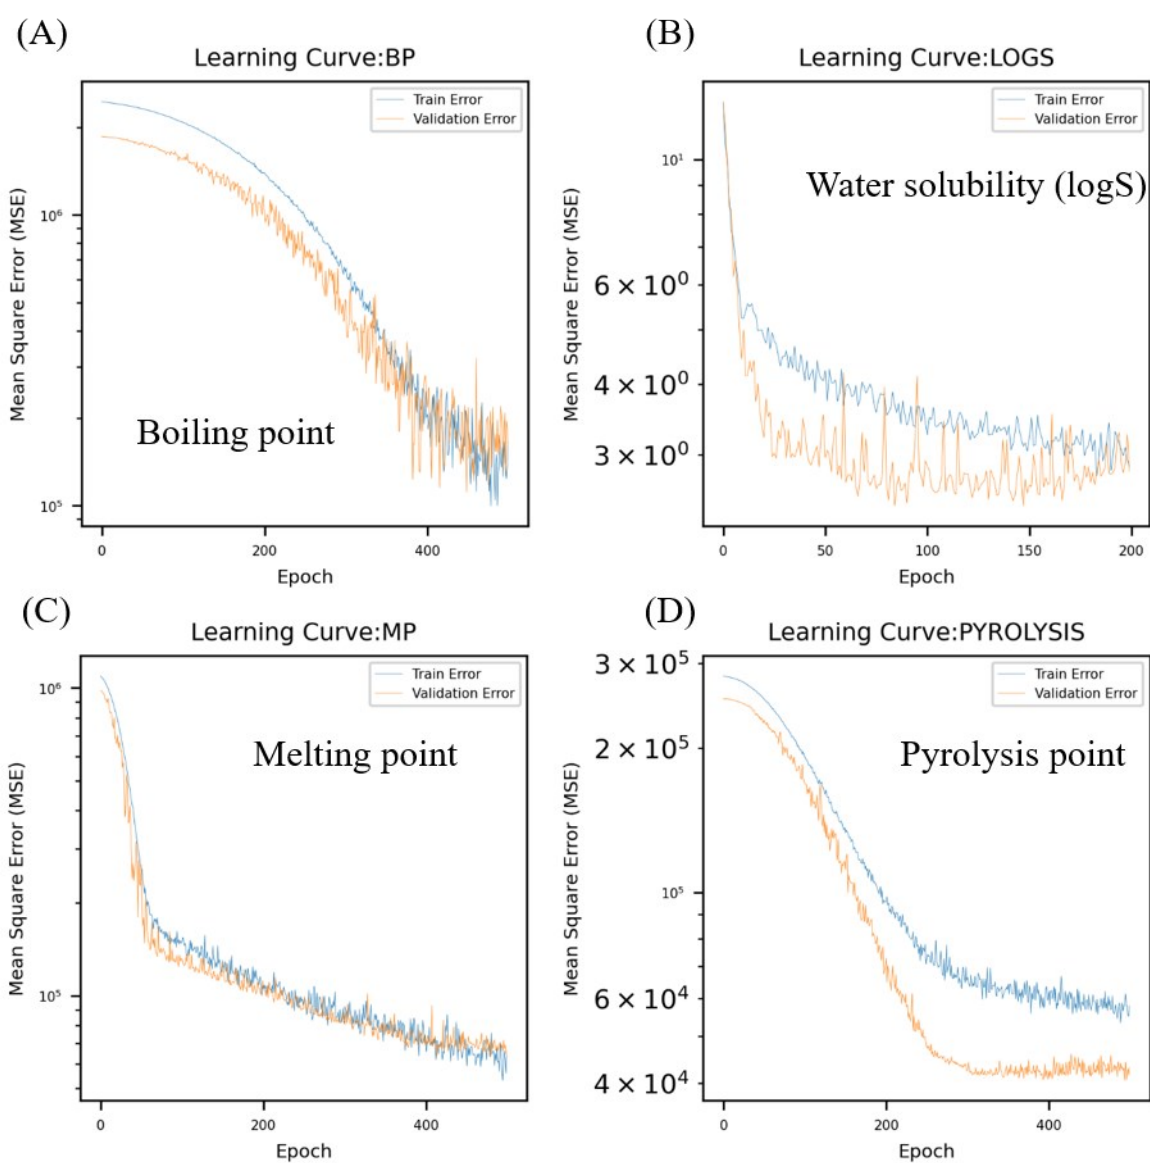 (A)
Learning Curve:BP
Train Error
Validation Error
Mean Square Error (MSE)
10⁶
10⁵
Boiling point
0 200 400
Epoch
(B)
Learning Curve:LOGS
Train Error
Validation Error
Water solubility (logS)
Mean Square Error (MSE)
10¹
6 × 10⁰
4 × 10⁰
3 × 10⁰
0 50 100 150 200
Epoch
(C)
Learning Curve:MP
Train Error
Validation Error
Melting point
Mean Square Error (MSE)
10⁶
10⁵
0 200 400
Epoch
(D)
Learning Curve:PYROLYSIS
Train Error
Validation Error
Pyrolysis point
Mean Square Error (MSE)
3 × 10⁵
2 × 10⁵
10⁵
6 × 10⁴
4 × 10⁴
0 200 400
Epoch